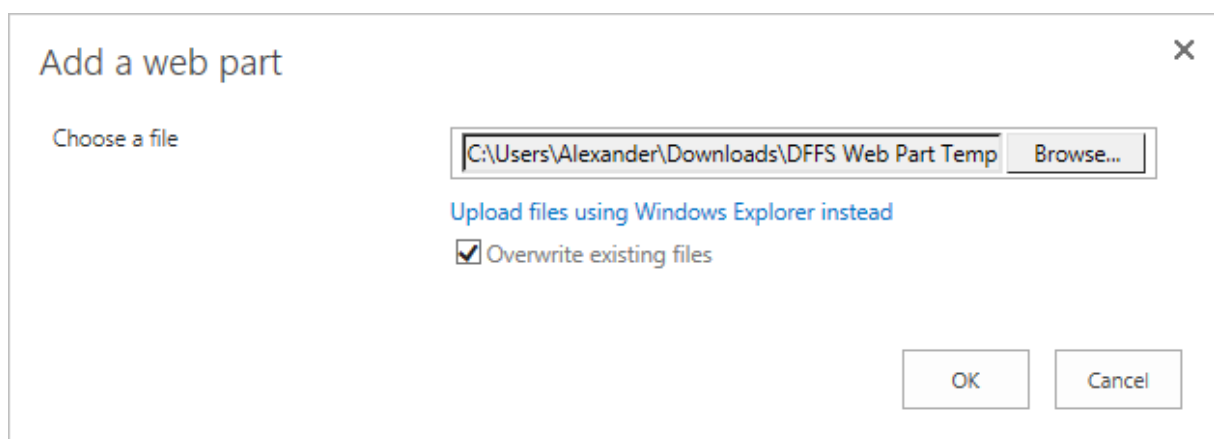 Add a web part
Choose a file
C:\Users\Alexander\Downloads\DFFS Web Part Temp Browse...
Upload files using Windows Explorer instead
Overwrite existing files
OK Cancel